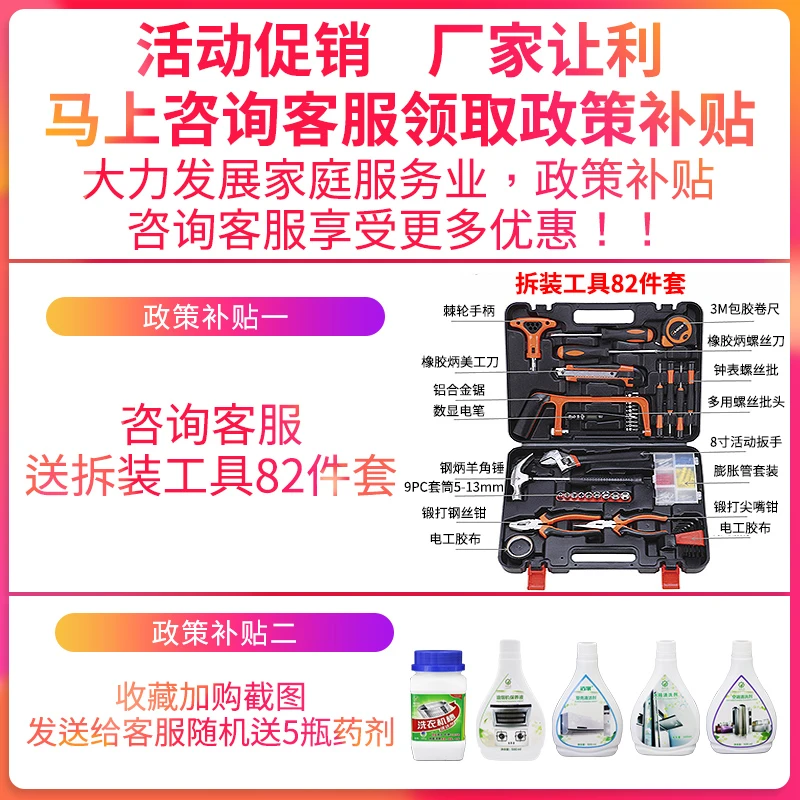 活动促销 厂家让利
马上咨询客服领取政策补贴
大力发展家庭服务业，政策补贴
咨询客服享受更多优惠！！
政策补贴一
咨询客服
送拆装工具82件套
拆装工具82件套
棘轮手柄
3M包胶卷尺
橡胶炳螺丝刀
橡胶炳美工刀
钟表螺丝批
铝合金锯
多用螺丝批头
数显电笔
8寸活动扳手
钢炳羊角锤
膨胀管套装
9PC套筒5-13mm
锻打钢丝钳
锻打尖嘴钳
电工胶布
电工胶布
政策补贴二
收藏加购截图
发送给客服随机送5瓶药剂
洗衣机槽